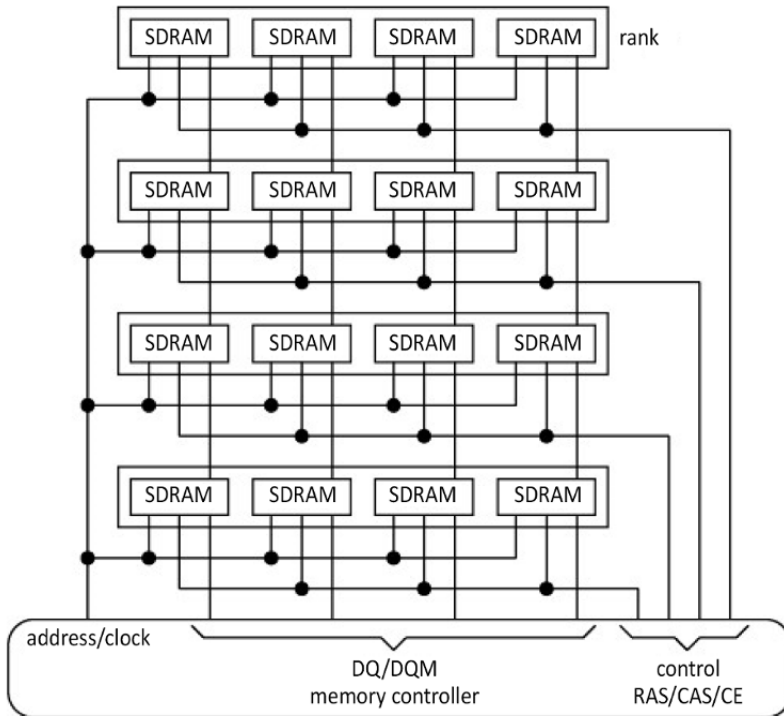 SDRAM SDRAM SDRAM SDRAM rank
SDRAM SDRAM SDRAM SDRAM
SDRAM SDRAM SDRAM SDRAM
SDRAM SDRAM SDRAM SDRAM
address/clock
DQ/DQM control
memory controller RAS/CAS/CE